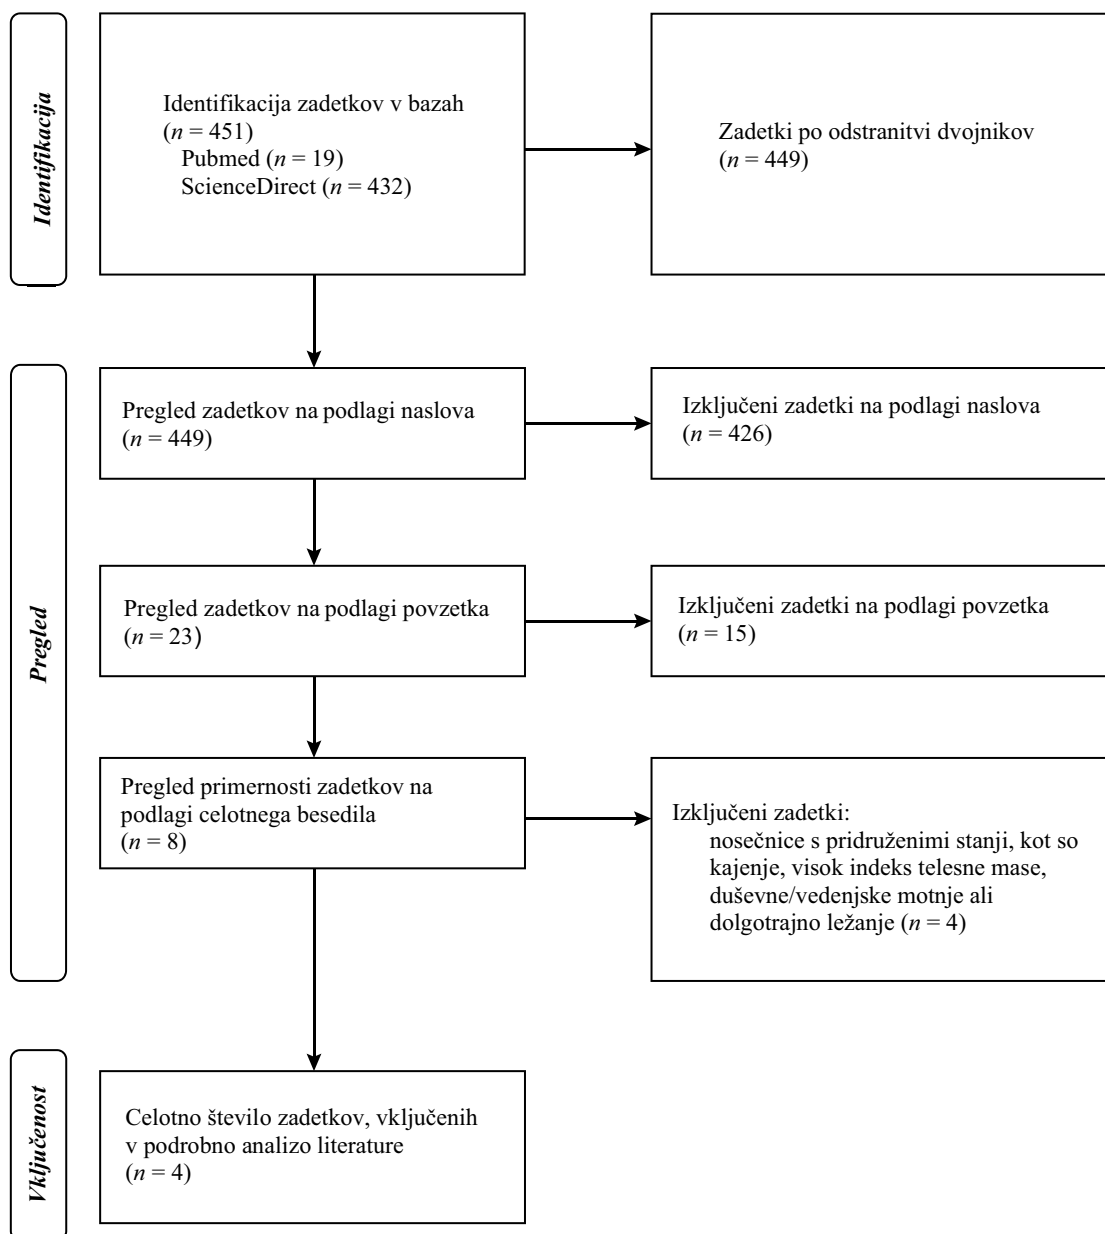 Identifikacija
Identifikacija zadetkov v bazah
(n = 451)
Pubmed (n = 19)
ScienceDirect (n = 432)
Zadetki po odstranitvi dvojnikov
(n = 449)
Pregled
Pregled zadetkov na podlagi naslova
(n = 449)
Izključeni zadetki na podlagi naslova
(n = 426)
Pregled zadetkov na podlagi povzetka
(n = 23)
Izključeni zadetki na podlagi povzetka
(n = 15)
Pregled primernosti zadetkov na
podlagi celotnega besedila
(n = 8)
Izključeni zadetki:
nosečnice s pridruženimi stanji, kot so
kajenje, visok indeks telesne mase,
duševne/vedenjske motnje ali
dolgotrajno ležanje (n = 4)
Vključenost
Celotno število zadetkov, vključenih
v podrobno analizo literature
(n = 4)